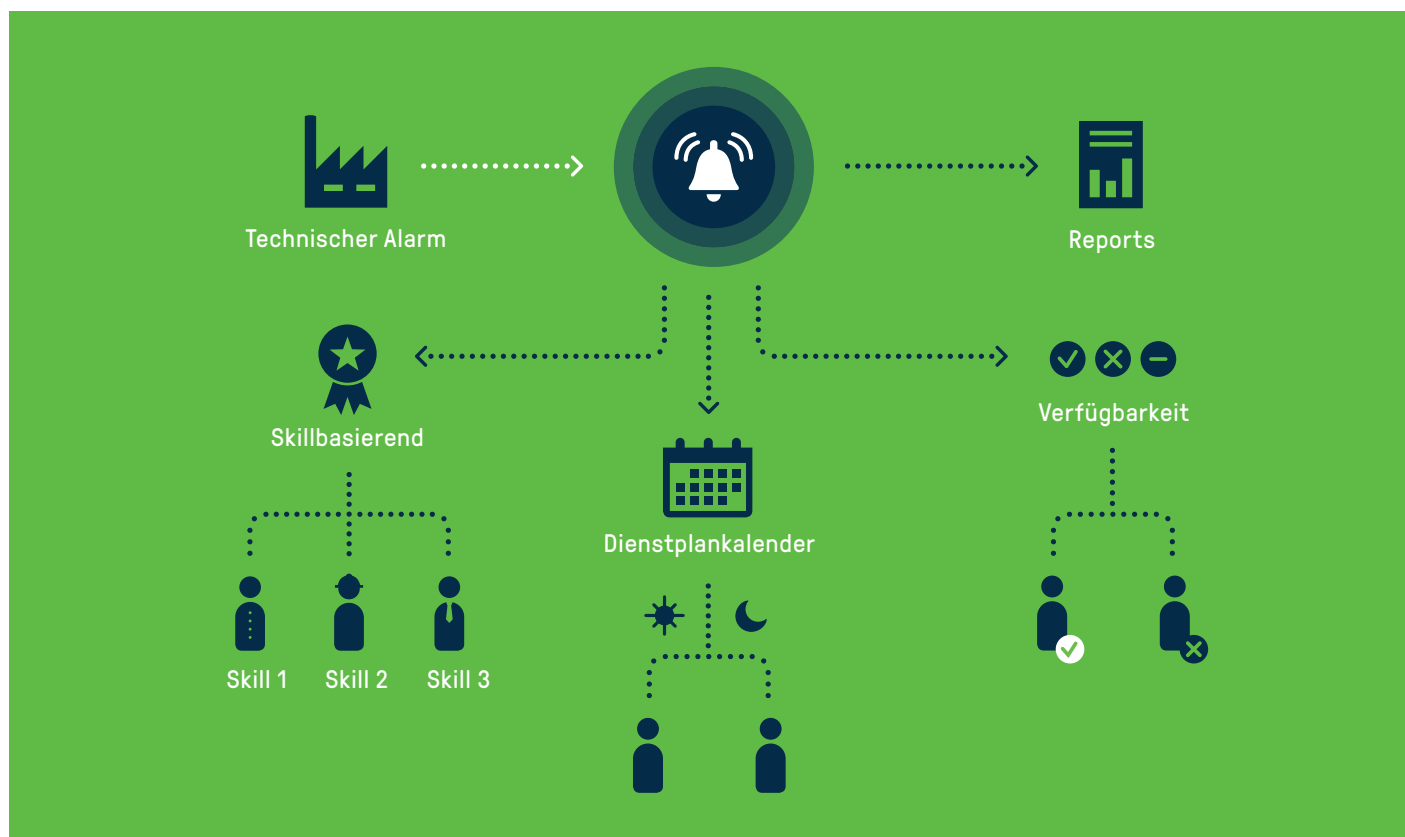 Technischer Alarm
Reports
Skillbasierend
Verfügbarkeit
Dienstplankalender
Skill 1
Skill 2
Skill 3